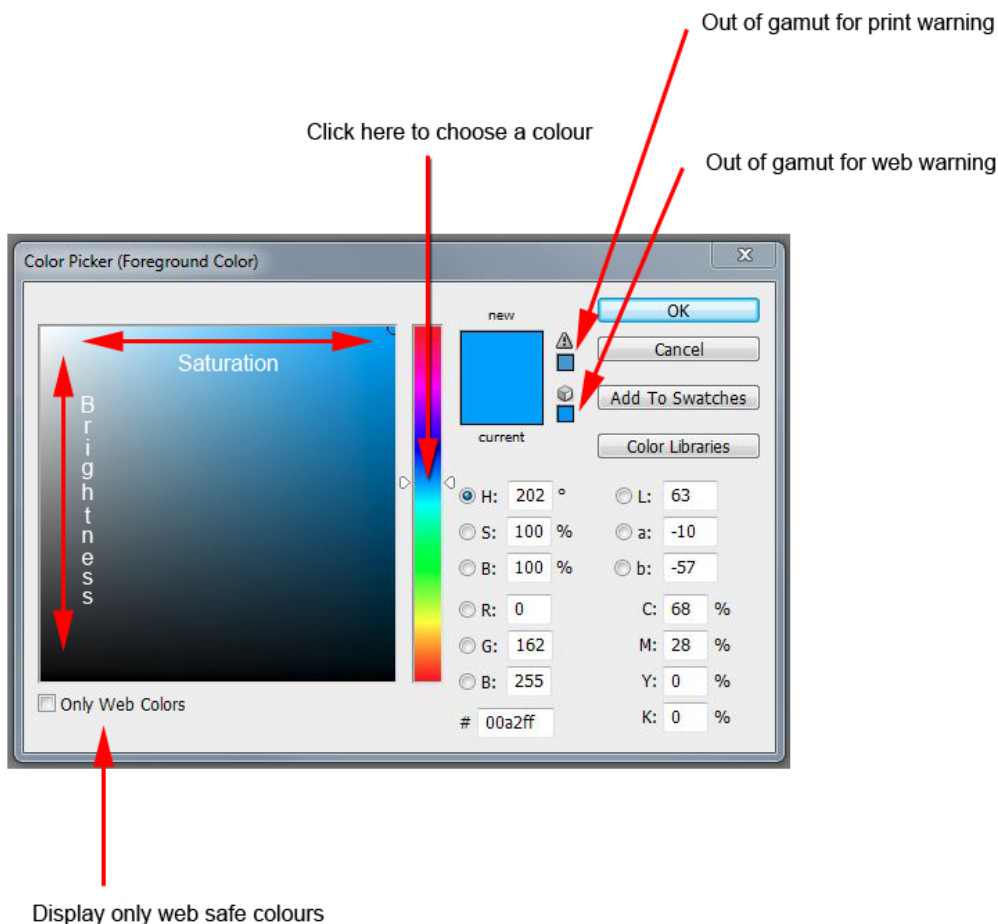 Out of gamut for print warning
Click here to choose a colour
Out of gamut for web warning
Color Picker (Foreground Color)
new
OK
Cancel
Saturation
Brightness
Add To Swatches
current
Color Libraries
H: 202 °
L: 63
S: 100 %
a: -10
B: 100 %
b: -57
R: 0
C: 68 %
G: 162
M: 28 %
B: 255
Y: 0 %
Only Web Colors
# 00a2ff
K: 0 %
Display only web safe colours